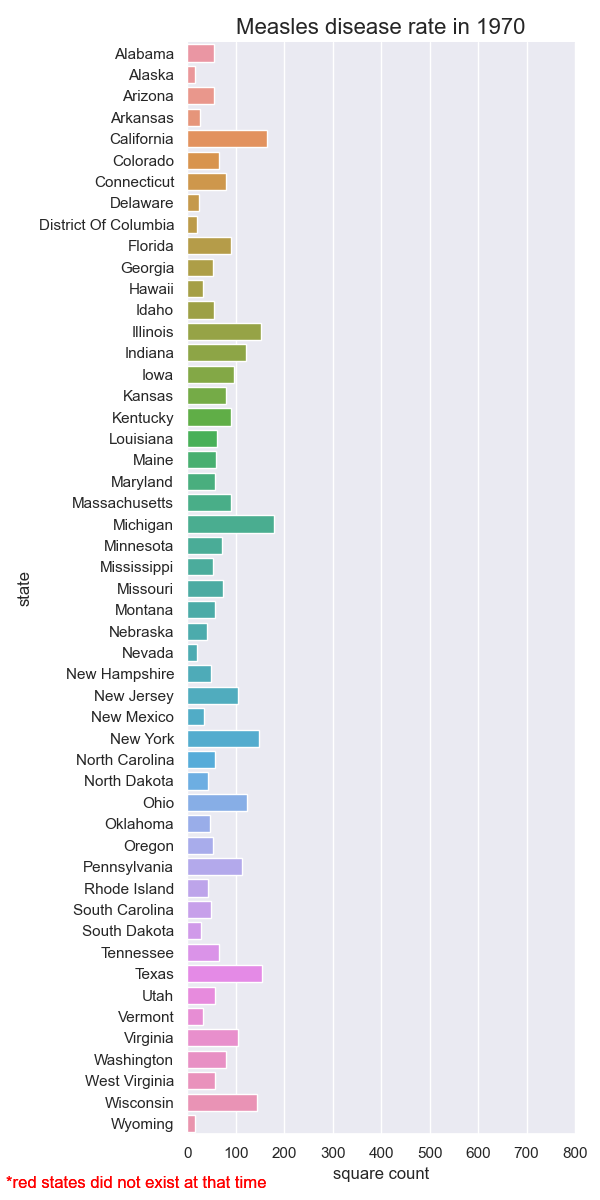 Measles disease rate in 1970
Alabama
Alaska
Arizona
Arkansas
California
Colorado
Connecticut
Delaware
District Of Columbia
Florida
Georgia
Hawaii
Idaho
Illinois
Indiana
Iowa
Kansas
Kentucky
Louisiana
Maine
Maryland
Massachusetts
Michigan
Minnesota
Mississippi
Missouri
Montana
Nebraska
Nevada
New Hampshire
New Jersey
New Mexico
New York
North Carolina
North Dakota
Ohio
Oklahoma
Oregon
Pennsylvania
Rhode Island
South Carolina
South Dakota
Tennessee
Texas
Utah
Vermont
Virginia
Washington
West Virginia
Wisconsin
Wyoming
state
0 100 200 300 400 500 600 700 800
square count
*red states did not exist at that time